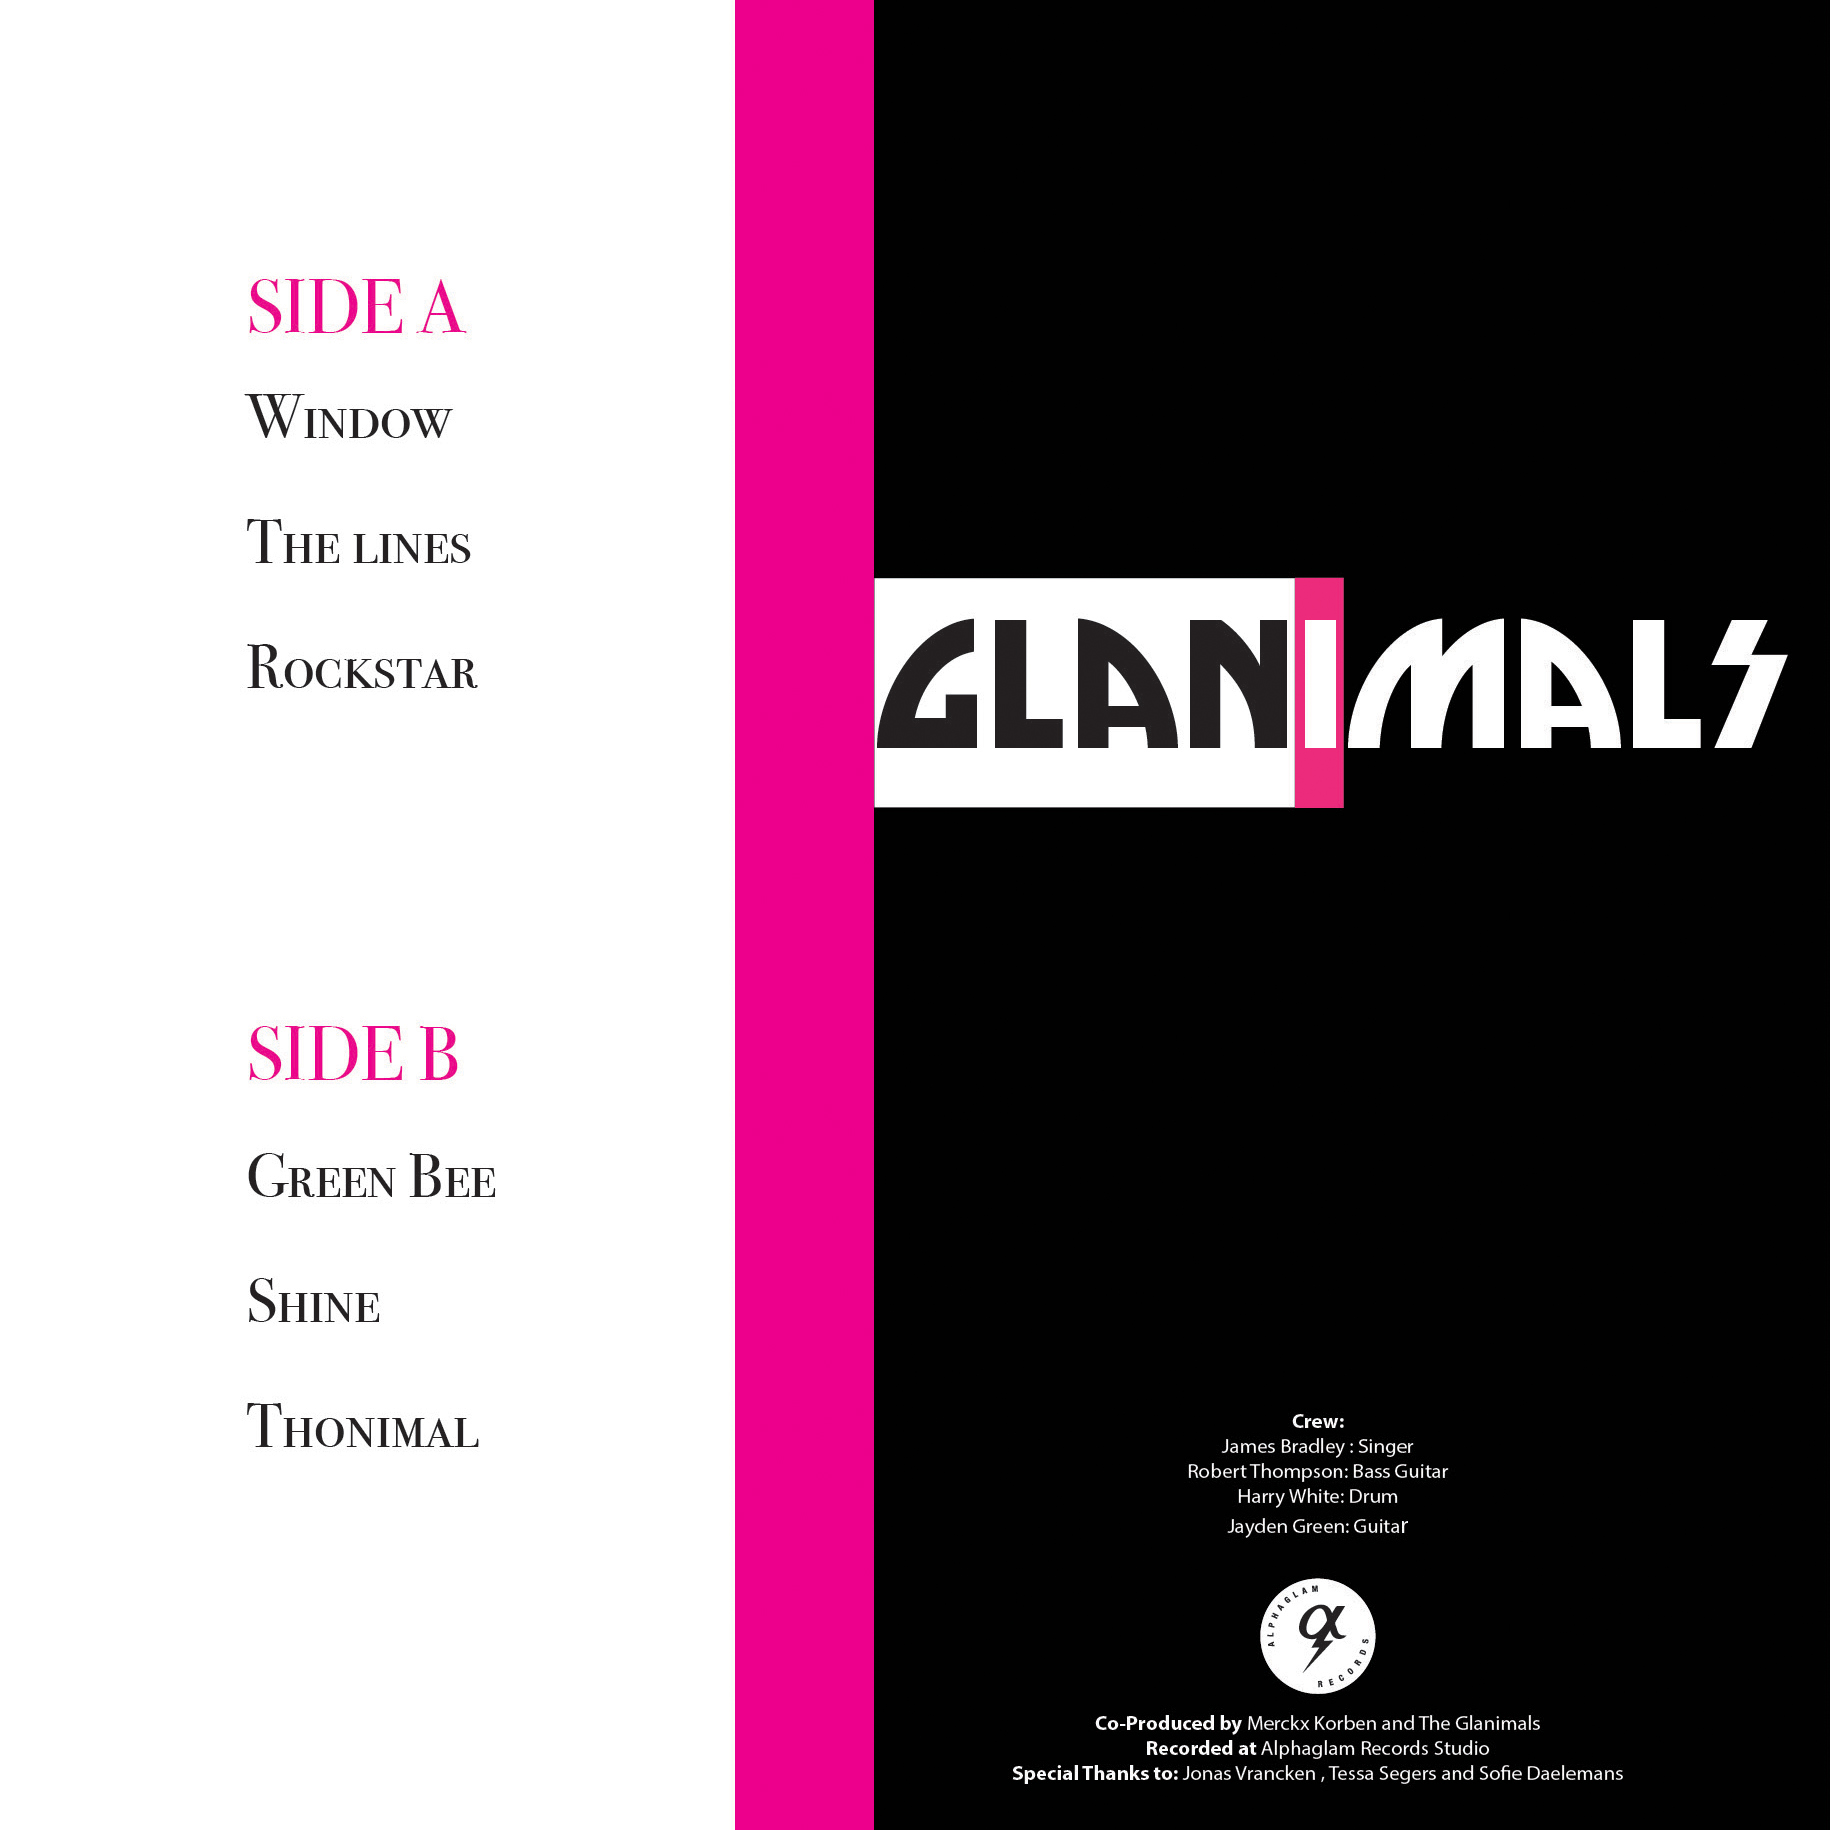 SIDE A
Window
The lines
Rockstar
SIDE B
Green Bee
Shine
Thonimal
GLANIMALS
Crew:
James Bradley : Singer
Robert Thompson: Bass Guitar
Harry White: Drum
Jayden Green: Guitar
ALPHAGLAM
α
RECORDS
Co-Produced by Merckx Korben and The Glanimals
Recorded at Alphaglam Records Studio
Special Thanks to: Jonas Vrancken , Tessa Segers and Sofie Daelemans